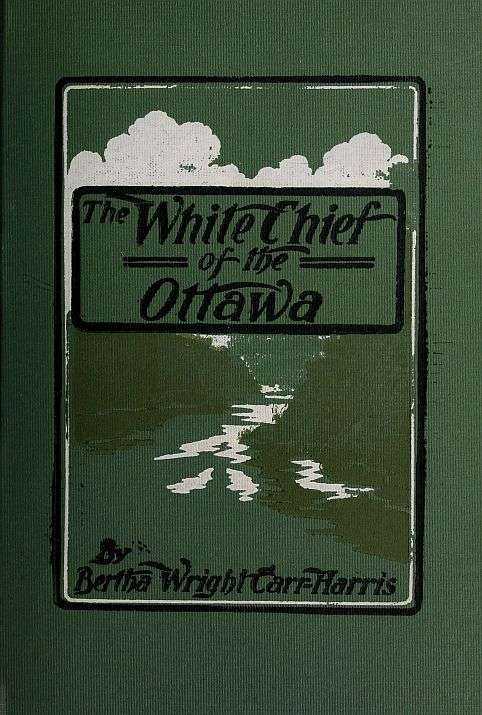 The White Chief
of the
Ottawa
By
Bertha Wright Carr-Harris